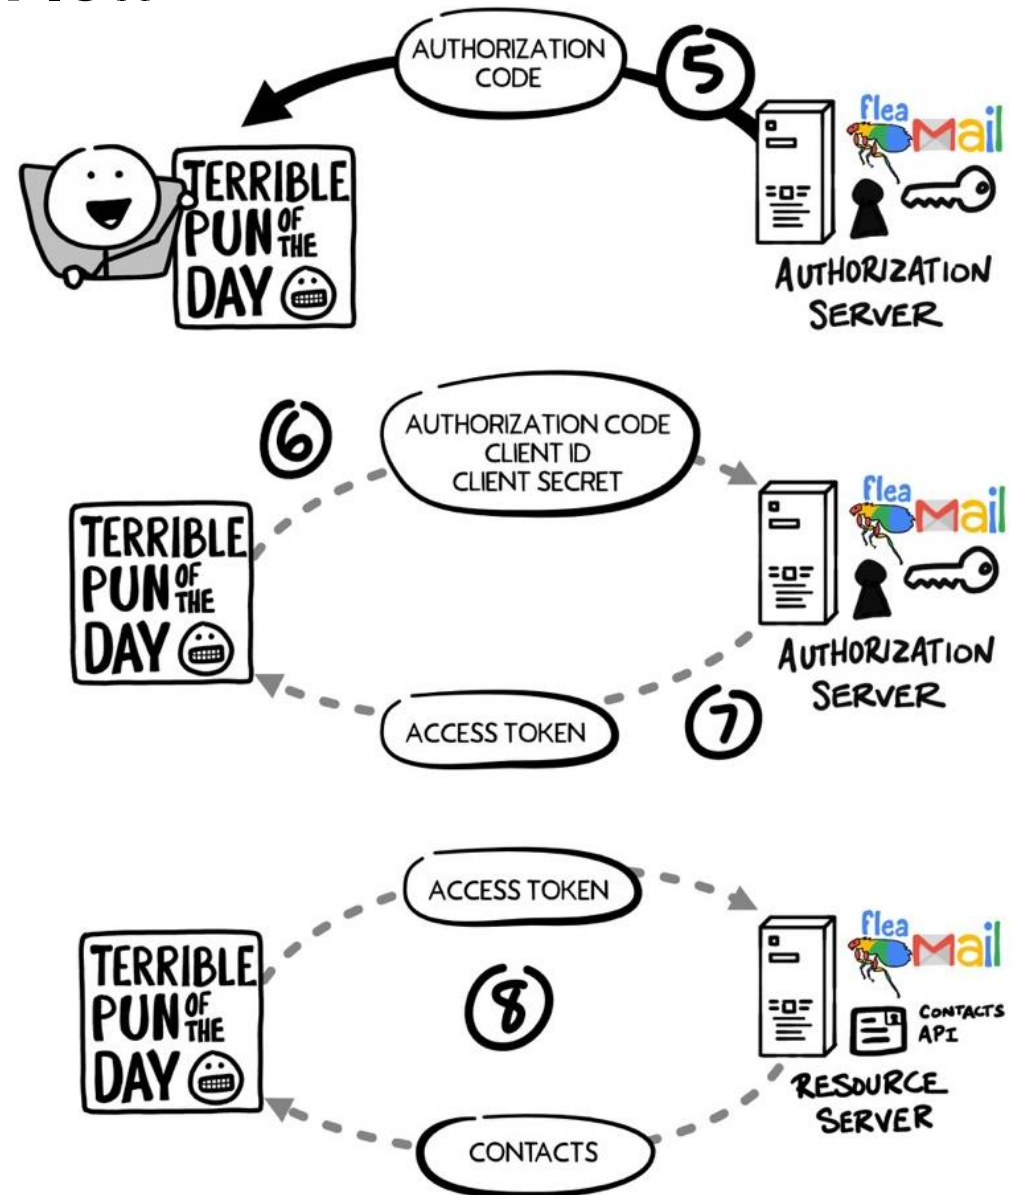 AUTHORIZATION
CODE
5
flea
Mail
TERRIBLE
PUN OF THE
DAY
AUTHORIZATION
SERVER
6
AUTHORIZATION CODE
CLIENT ID
CLIENT SECRET
flea
Mail
TERRIBLE
PUN OF THE
DAY
AUTHORIZATION
SERVER
ACCESS TOKEN
7
ACCESS TOKEN
flea
Mail
TERRIBLE
PUN OF THE
DAY
8
CONTACTS
API
RESOURCE
SERVER
CONTACTS